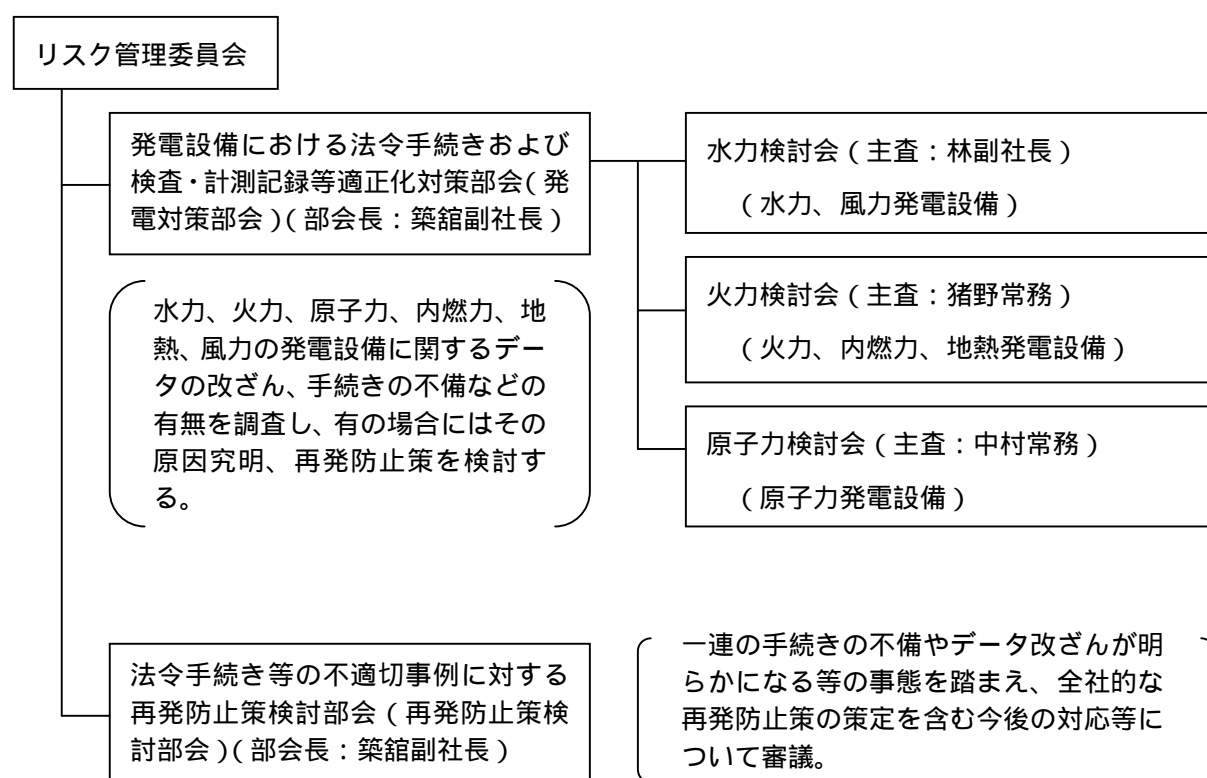 リスク管理委員会
発電設備における法令手続きおよび
検査・計測記録等適正化対策部会(発
電対策部会)(部会長:築舘副社長)
水力、火力、原子力、内燃力、地
熱、風力の発電設備に関するデー
タの改ざん、手続きの不備などの
有無を調査し、有の場合にはその
原因究明、再発防止策を検討す
る。
水力検討会(主査:林副社長)
(水力、風力発電設備)
火力検討会(主査:猪野常務)
(火力、内燃力、地熱発電設備)
原子力検討会(主査:中村常務)
(原子力発電設備)
法令手続き等の不適切事例に対する
再発防止策検討部会(再発防止策検
討部会)(部会長:築舘副社長)
一連の手続きの不備やデータ改ざんが明
らかになる等の事態を踏まえ、全社的な
再発防止策の策定を含む今後の対応等に
ついて審議。